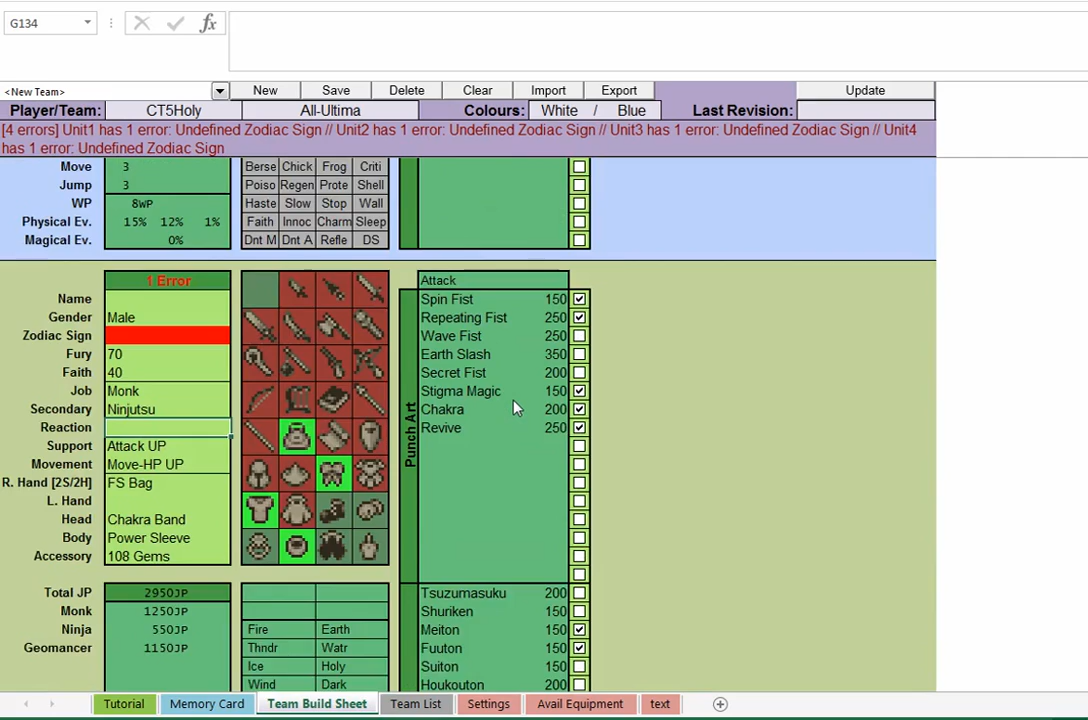 G134 fx
<New Team> New Save Delete Clear Import Export Update
Player/Team: CT5Holy All-Ultima Colours: White / Blue Last Revision:
[4 errors] Unit1 has 1 error: Undefined Zodiac Sign // Unit2 has 1 error: Undefined Zodiac Sign // Unit3 has 1 error: Undefined Zodiac Sign // Unit4
has 1 error: Undefined Zodiac Sign
Move 3 Berse Chick Frog Criti
Jump 3 Poiso Regen Prote Shell
WP 8WP Haste Slow Stop Wall
Physical Ev. 15% 12% 1% Faith Innoc Charm Sleep
Magical Ev. 0% Dnt M Dnt A Refle DS
1 Error Attack
Name Spin Fist 150
Gender Male Repeating Fist 250
Zodiac Sign Wave Fist 250
Fury 70 Earth Slash 350
Faith 40 Secret Fist 200
Job Monk Stigma Magic 150
Secondary Ninjutsu Chakra 200
Reaction Revive 250
Punch Art
Support Attack UP
Movement Move-HP UP
R. Hand [2S/2H] FS Bag
L. Hand
Head Chakra Band
Body Power Sleeve
Accessory 108 Gems
Total JP 2950JP Tsuzumasuku 200
Monk 1250JP Shuriken 150
Ninja 550JP Fire Earth Meiton 150
Geomancer 1150JP Thndr Watr Fuuton 150
Ice Holy Suiton 150
Wind Dark Houkouton 200
Tutorial Memory Card Team Build Sheet Team List Settings Avail Equipment text